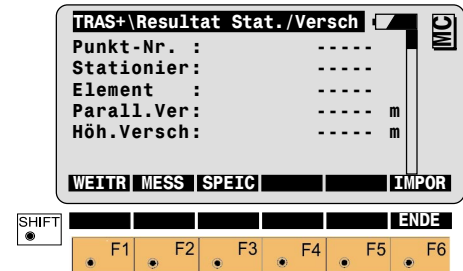 TRAS+\Resultat Stat./Versch
MC
Punkt-Nr. : -----
Stationier: -----
Element : -----
Parall.Ver: ----- m
Höh.Versch: ----- m
WEITR MESS SPEIC IMPOR
SHIFT ENDE
F1 F2 F3 F4 F5 F6